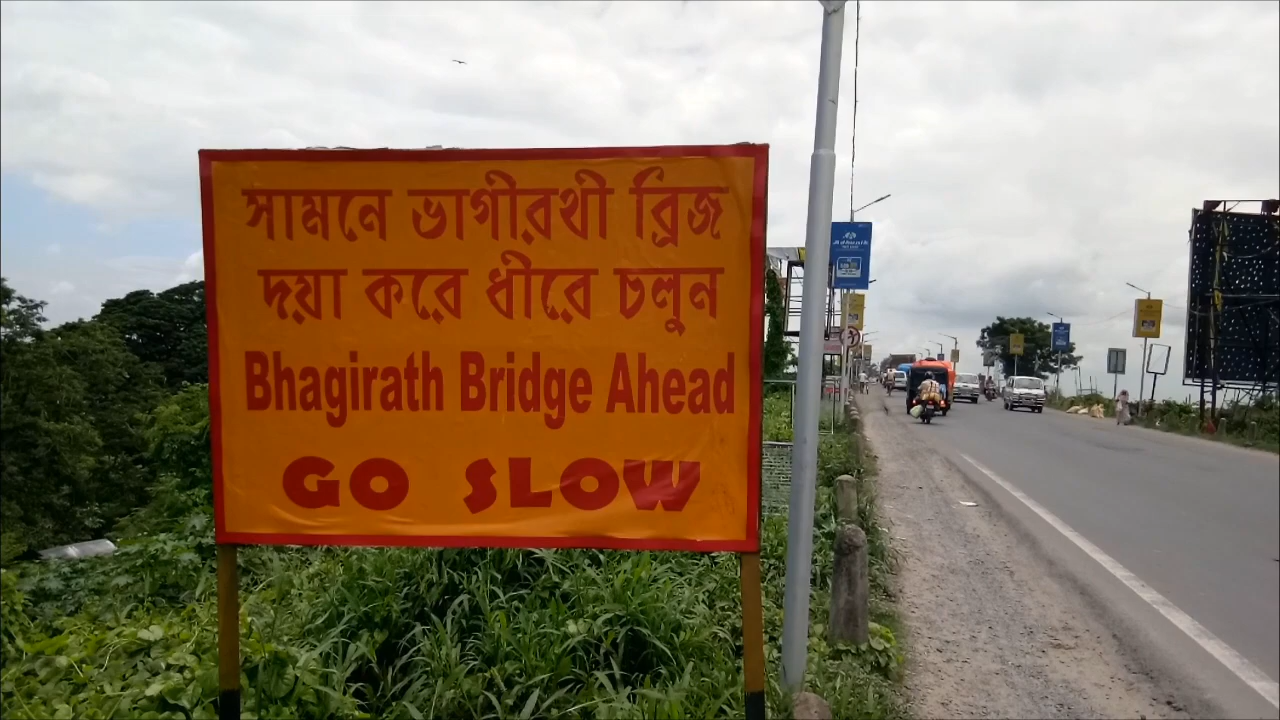 সামনে ভাগীরথী ব্রিজ
দয়া করে ধীরে চলুন
Bhagirath Bridge Ahead
GO SLOW